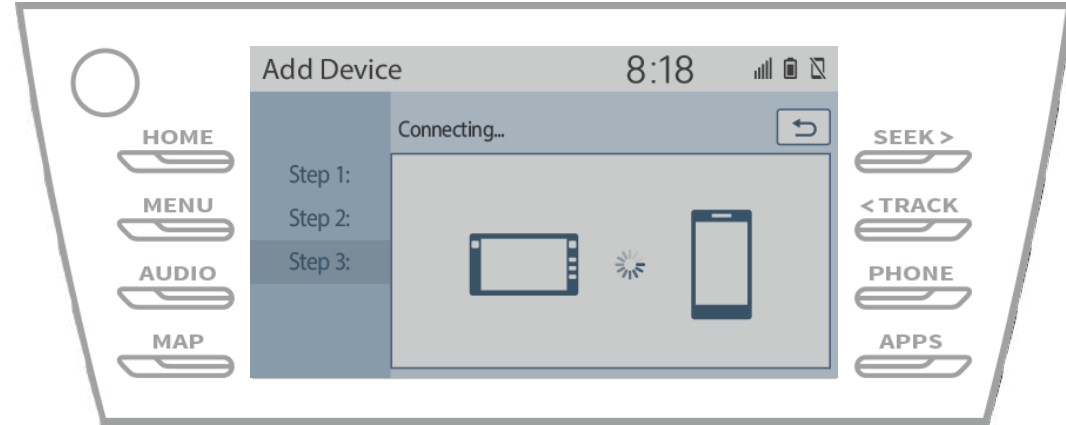 Add Device
8:18
HOME
MENU
AUDIO
MAP
Connecting...
Step 1:
Step 2:
Step 3:
SEEK >
< TRACK
PHONE
APPS